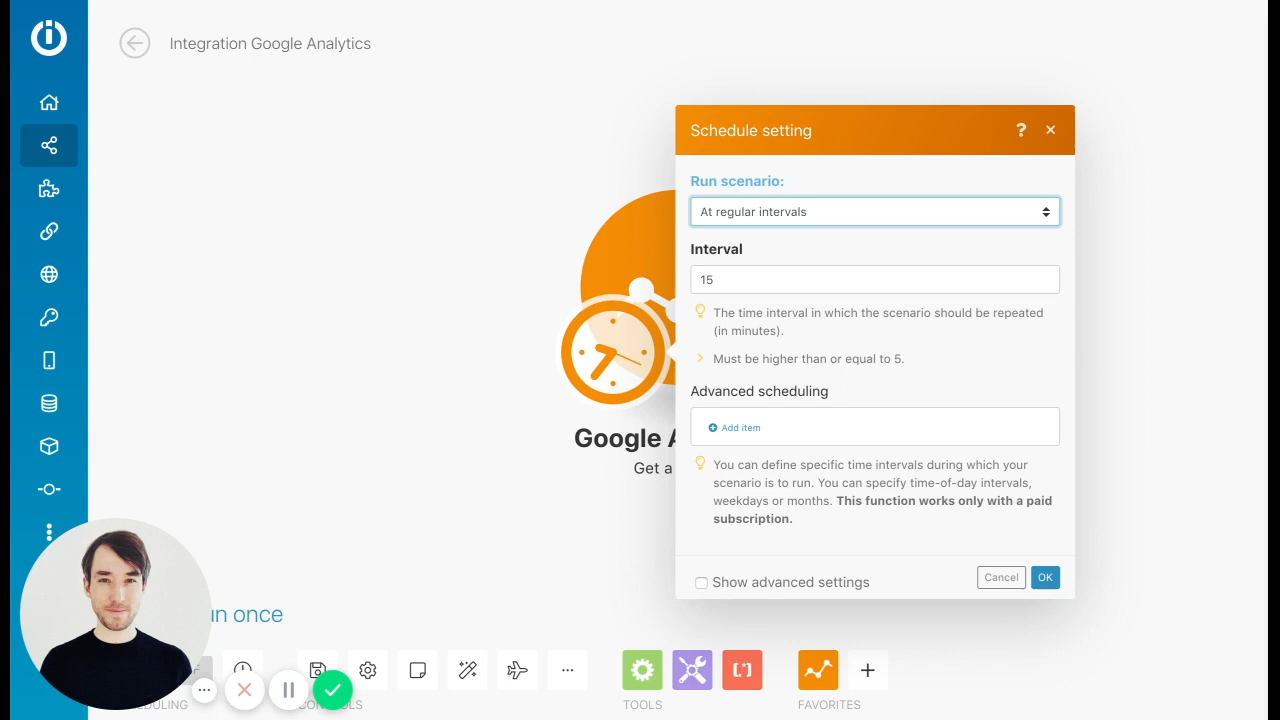 Integration Google Analytics
Schedule setting
?
Run scenario:
At regular intervals
Interval
15
The time interval in which the scenario should be repeated
(in minutes).
Must be higher than or equal to 5.
Advanced scheduling
Add item
You can define specific time intervals during which your
scenario is to run. You can specify time-of-day intervals,
weekdays or months. This function works only with a paid
subscription.
Show advanced settings
Cancel
OK
Google A
Get a
un once
TOOLS
FAVORITES